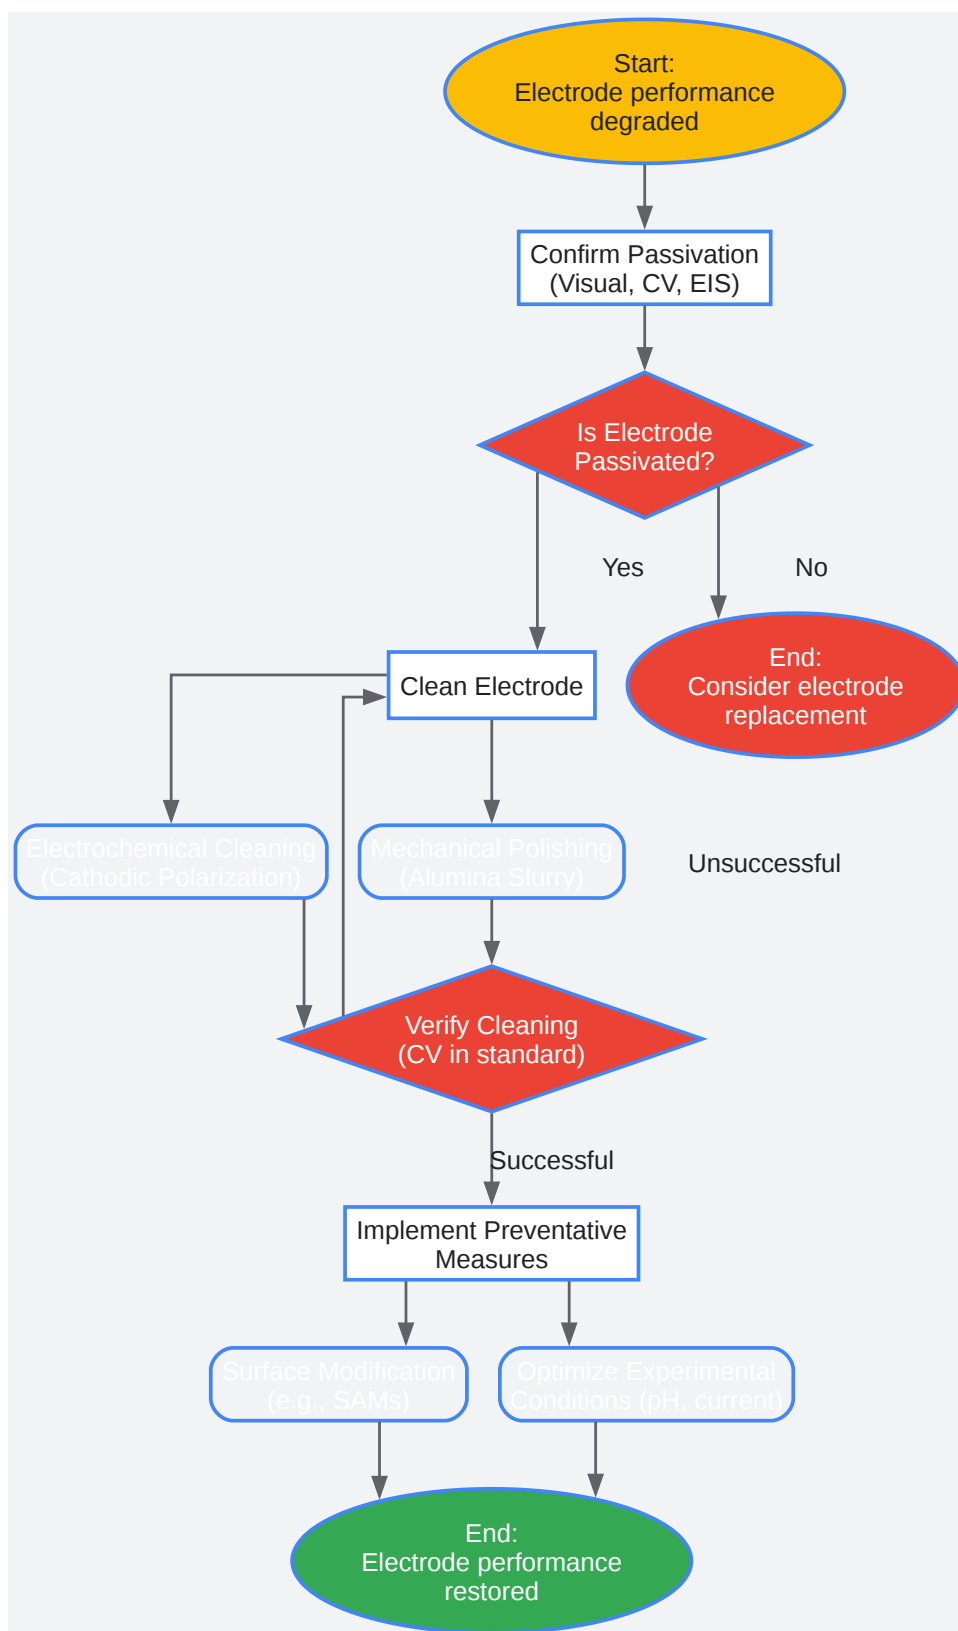 Start:
Electrode performance
degraded
Confirm Passivation
(Visual, CV, EIS)
Is Electrode
Passivated?
Yes
No
End:
Consider electrode
replacement
Clean Electrode
Electrochemical Cleaning
(Cathodic Polarization)
Mechanical Polishing
(Alumina Slurry)
Unsuccessful
Verify Cleaning
(CV in standard)
Successful
Implement Preventative
Measures
Surface Modification
(e.g., SAMs)
Optimize Experimental
Conditions (pH, current)
End:
Electrode performance
restored